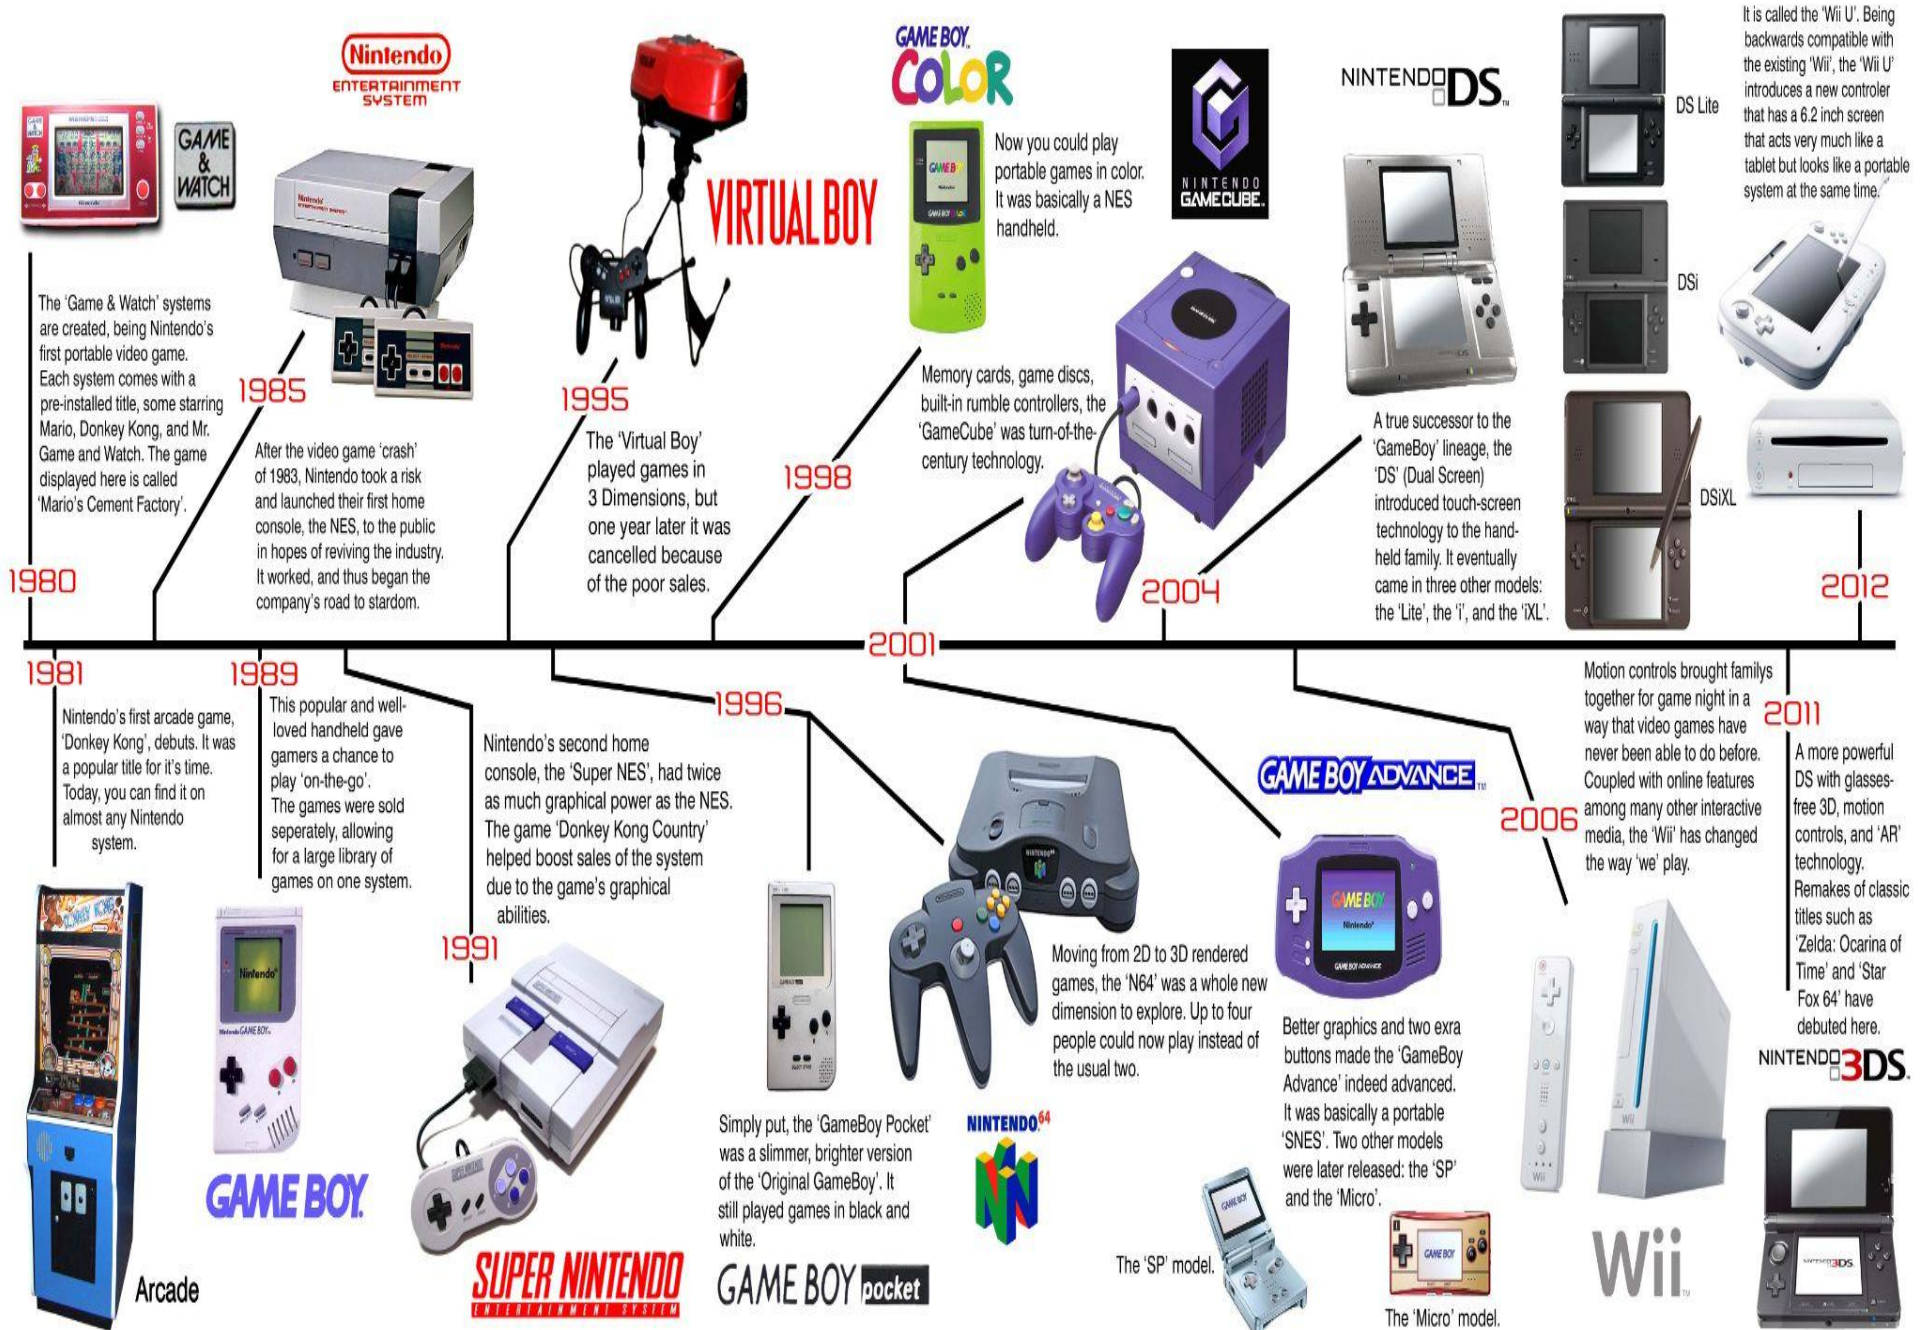 GAME
&
WATCH
The 'Game & Watch' systems
are created, being Nintendo's
first portable video game.
Each system comes with a
pre-installed title, some starring
Mario, Donkey Kong, and Mr.
Game and Watch. The game
displayed here is called
'Mario's Cement Factory'.
1980
Nintendo
ENTERTAINMENT
SYSTEM
1985
After the video game 'crash'
of 1983, Nintendo took a risk
and launched their first home
console, the NES, to the public
in hopes of reviving the industry.
It worked, and thus began the
company's road to stardom.
VIRTUAL BOY
1995
The 'Virtual Boy'
played games in
3 Dimensions, but
one year later it was
cancelled because
of the poor sales.
GAME BOY
COLOR
GAME BOY COLOR
Now you could play
portable games in color.
It was basically a NES
handheld.
1998
NINTENDO
GAMECUBE
Memory cards, game discs,
built-in rumble controllers, the
'GameCube' was turn-of-the-
century technology.
2001
NINTENDO DS
2004
A true successor to the
'GameBoy' lineage, the
'DS' (Dual Screen)
introduced touch-screen
technology to the hand-
held family. It eventually
came in three other models:
the 'Lite', the 'i', and the 'iXL'.
DS Lite
DSi
DSiXL
It is called the 'Wii U'. Being
backwards compatible with
the existing 'Wii', the 'Wii U'
introduces a new controler
that has a 6.2 inch screen
that acts very much like a
tablet but looks like a portable
system at the same time.
2012
1981
Nintendo's first arcade game,
'Donkey Kong', debuts. It was
a popular title for it's time.
Today, you can find it on
almost any Nintendo
system.
DONKEY KONG
Arcade
1989
This popular and well-
loved handheld gave
gamers a chance to
play 'on-the-go'.
The games were sold
seperately, allowing
for a large library of
games on one system.
Nintendo
Nintendo GAME BOY
GAME BOY
Nintendo's second home
console, the 'Super NES', had twice
as much graphical power as the NES.
The game 'Donkey Kong Country'
helped boost sales of the system
due to the game's graphical
abilities.
1991
SUPER NINTENDO
ENTERTAINMENT SYSTEM
1996
Simply put, the 'GameBoy Pocket'
was a slimmer, brighter version
of the 'Original GameBoy'. It
still played games in black and
white.
GAME BOY pocket
Moving from 2D to 3D rendered
games, the 'N64' was a whole new
dimension to explore. Up to four
people could now play instead of
the usual two.
NINTENDO 64
GAME BOY ADVANCE
GAME BOY
Nintendo
GAME BOY ADVANCE
Better graphics and two exra
buttons made the 'GameBoy
Advance' indeed advanced.
It was basically a portable
'SNES'. Two other models
were later released: the 'SP'
and the 'Micro'.
The 'SP' model.
GAME BOY
The 'Micro' model.
2006
Motion controls brought familys
together for game night in a
way that video games have
never been able to do before.
Coupled with online features
among many other interactive
media, the 'Wii' has changed
the way 'we' play.
Wii
Wii
Wii
2011
A more powerful
DS with glasses-
free 3D, motion
controls, and 'AR'
technology.
Remakes of classic
titles such as
'Zelda: Ocarina of
Time' and 'Star
Fox 64' have
debuted here.
NINTENDO 3DS
NINTENDO 3DS